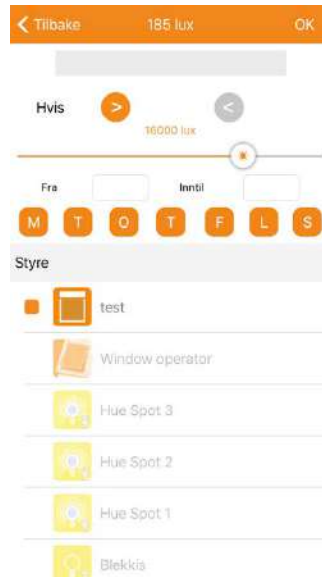 Tilbake 185 lux OK
Hvis > <
16000 lux
Fra Inntil
M T O T F L S
Styre
test
Window operator
Hue Spot 3
Hue Spot 2
Hue Spot 1
Blekkis